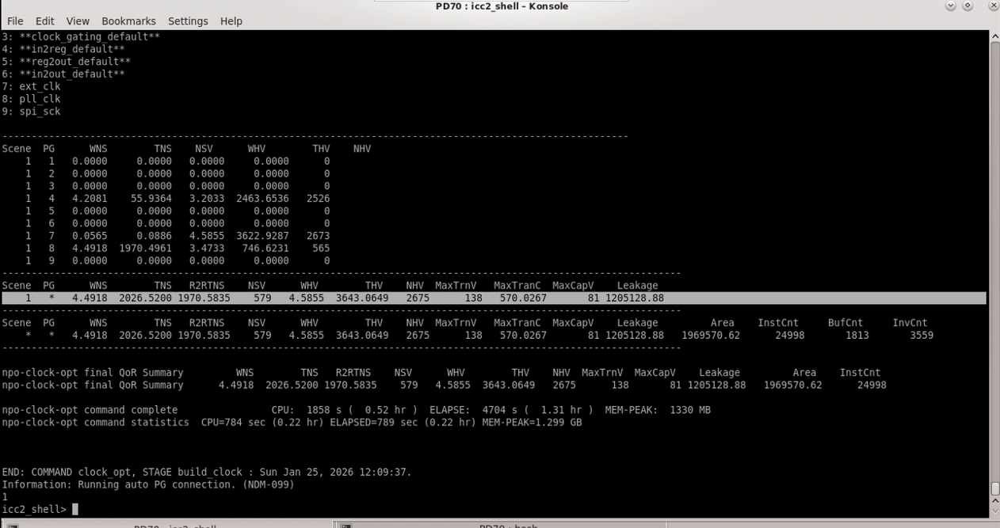 PD70 : icc2_shell – Konsole
File Edit View Bookmarks Settings Help
3: **clock_gating_default**
4: **in2reg_default**
5: **reg2out_default**
6: **in2out_default**
7: ext_clk
8: pll_clk
9: spi_sck
----------------------------------------------------------------------------------------------------------------
Scene PG WNS TNS NSV WHV THV NHV
1 1 0.0000 0.0000 0.0000 0.0000 0
1 2 0.0000 0.0000 0.0000 0.0000 0
1 3 0.0000 0.0000 0.0000 0.0000 0
1 4 4.2081 55.9364 3.2033 2463.6536 2526
1 5 0.0000 0.0000 0.0000 0.0000 0
1 6 0.0000 0.0000 0.0000 0.0000 0
1 7 0.0565 0.0886 4.5855 3622.9287 2673
1 8 4.4918 1970.4961 3.4733 746.6231 565
1 9 0.0000 0.0000 0.0000 0.0000 0
----------------------------------------------------------------------------------------------------------------
Scene PG WNS TNS R2RTNS NSV WHV THV NHV MaxTrnV MaxTranC MaxCapV Leakage
1 * 4.4918 2026.5200 1970.5835 579 4.5855 3643.0649 2675 138 570.0267 81 1205128.88
----------------------------------------------------------------------------------------------------------------
Scene PG WNS TNS R2RTNS NSV WHV THV NHV MaxTrnV MaxTranC MaxCapV Leakage Area InstCnt BufCnt InvCnt
* * 4.4918 2026.5200 1970.5835 579 4.5855 3643.0649 2675 138 570.0267 81 1205128.88 1969570.62 24998 1813 3559
----------------------------------------------------------------------------------------------------------------
npo-clock-opt final QoR Summary WNS TNS R2RTNS NSV WHV THV NHV MaxTrnV MaxCapV Leakage Area InstCnt
npo-clock-opt final QoR Summary 4.4918 2026.5200 1970.5835 579 4.5855 3643.0649 2675 138 81 1205128.88 1969570.62 24998
npo-clock-opt command complete CPU: 1858 s ( 0.52 hr ) ELAPSE: 4704 s ( 1.31 hr ) MEM-PEAK: 1330 MB
npo-clock-opt command statistics CPU=784 sec (0.22 hr) ELAPSED=789 sec (0.22 hr) MEM-PEAK=1.299 GB
END: COMMAND clock_opt, STAGE build_clock : Sun Jan 25, 2026 12:09:37.
Information: Running auto PG connection. (NDM-099)
1
icc2_shell>
PD70 : icc2_shell PD70 : bash